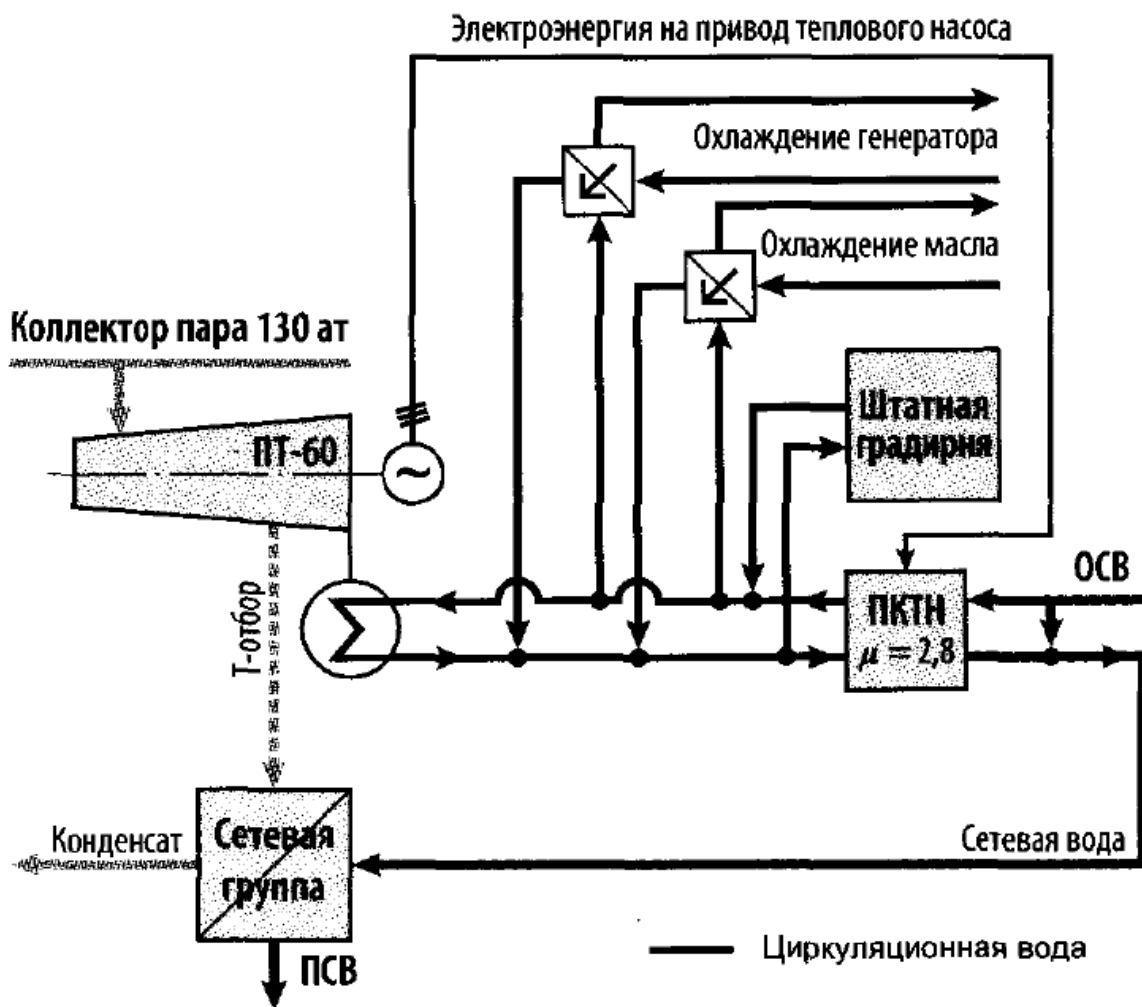 Электроэнергия на привод теплового насоса
Охлаждение генератора
Охлаждение масла
Коллектор пара 130 ат
Штатная
градирня
ПТ-60
~
Т-отбор
ОСВ
ПКТН
μ = 2,8
Конденсат
Сетевая
группа
Сетевая вода
ПСВ
Циркуляционная вода